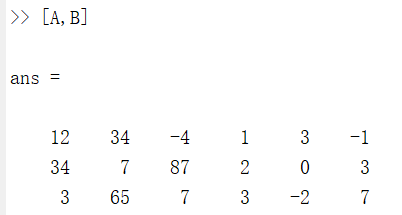 >> [A,B]
ans =
12 34 -4 1 3 -1
34 7 87 2 0 3
3 65 7 3 -2 7